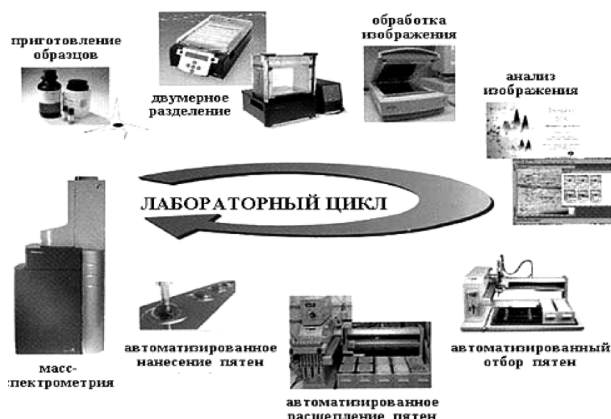 приготовление
образцов
двумерное
разделение
обработка
изображения
анализ
изображения
ЛАБОРАТОРНЫЙ ЦИКЛ
автоматизированный
отбор пятен
автоматизированное
расщепление пятен
автоматизированное
нанесение пятен
масс-
спектрометрия